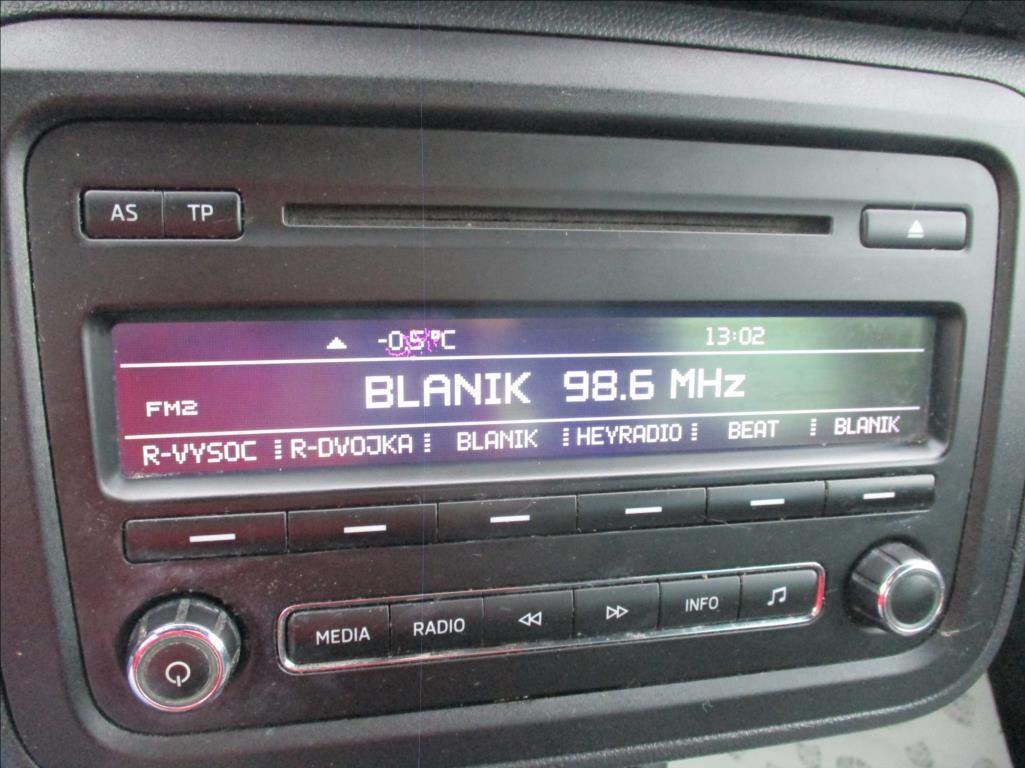 AS TP
-0.5°C 13:02
FM2 BLANIK 98.6 MHz
R-VYSOC R-DVOJKA BLANIK HEYRADIO BEAT BLANIK
MEDIA RADIO INFO